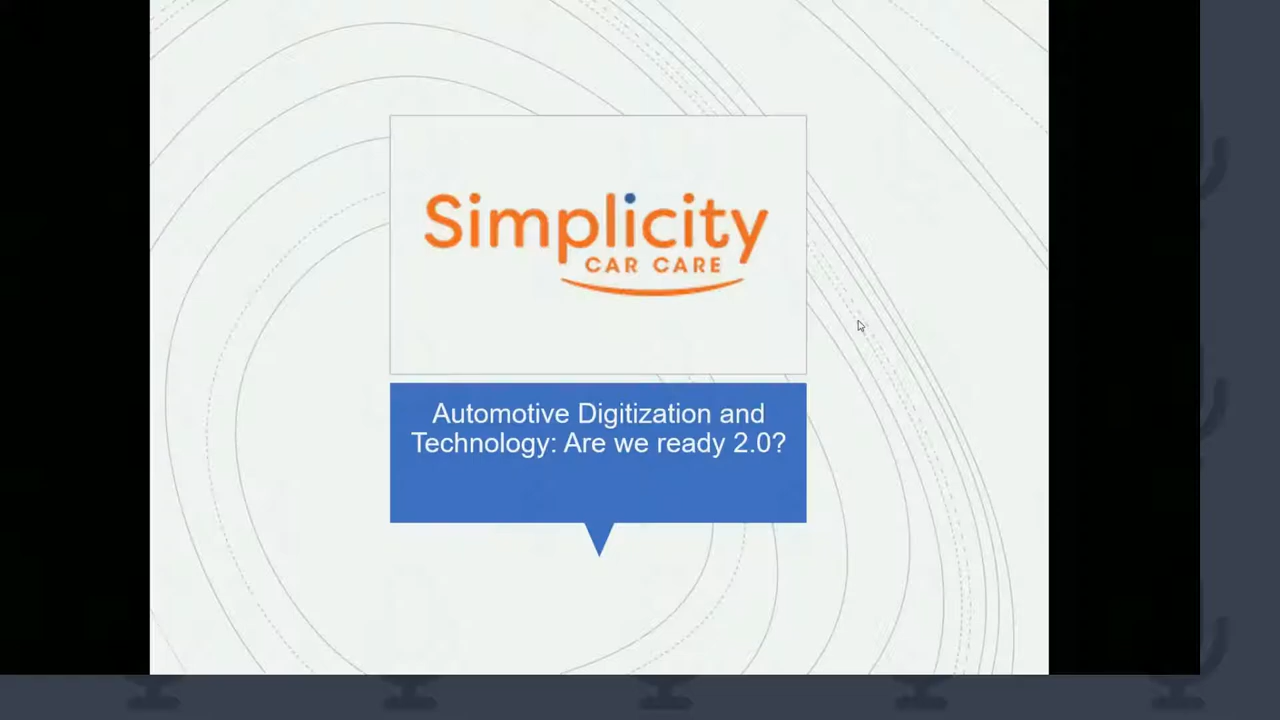 Simplicity
CAR CARE
Automotive Digitization and
Technology: Are we ready 2.0?